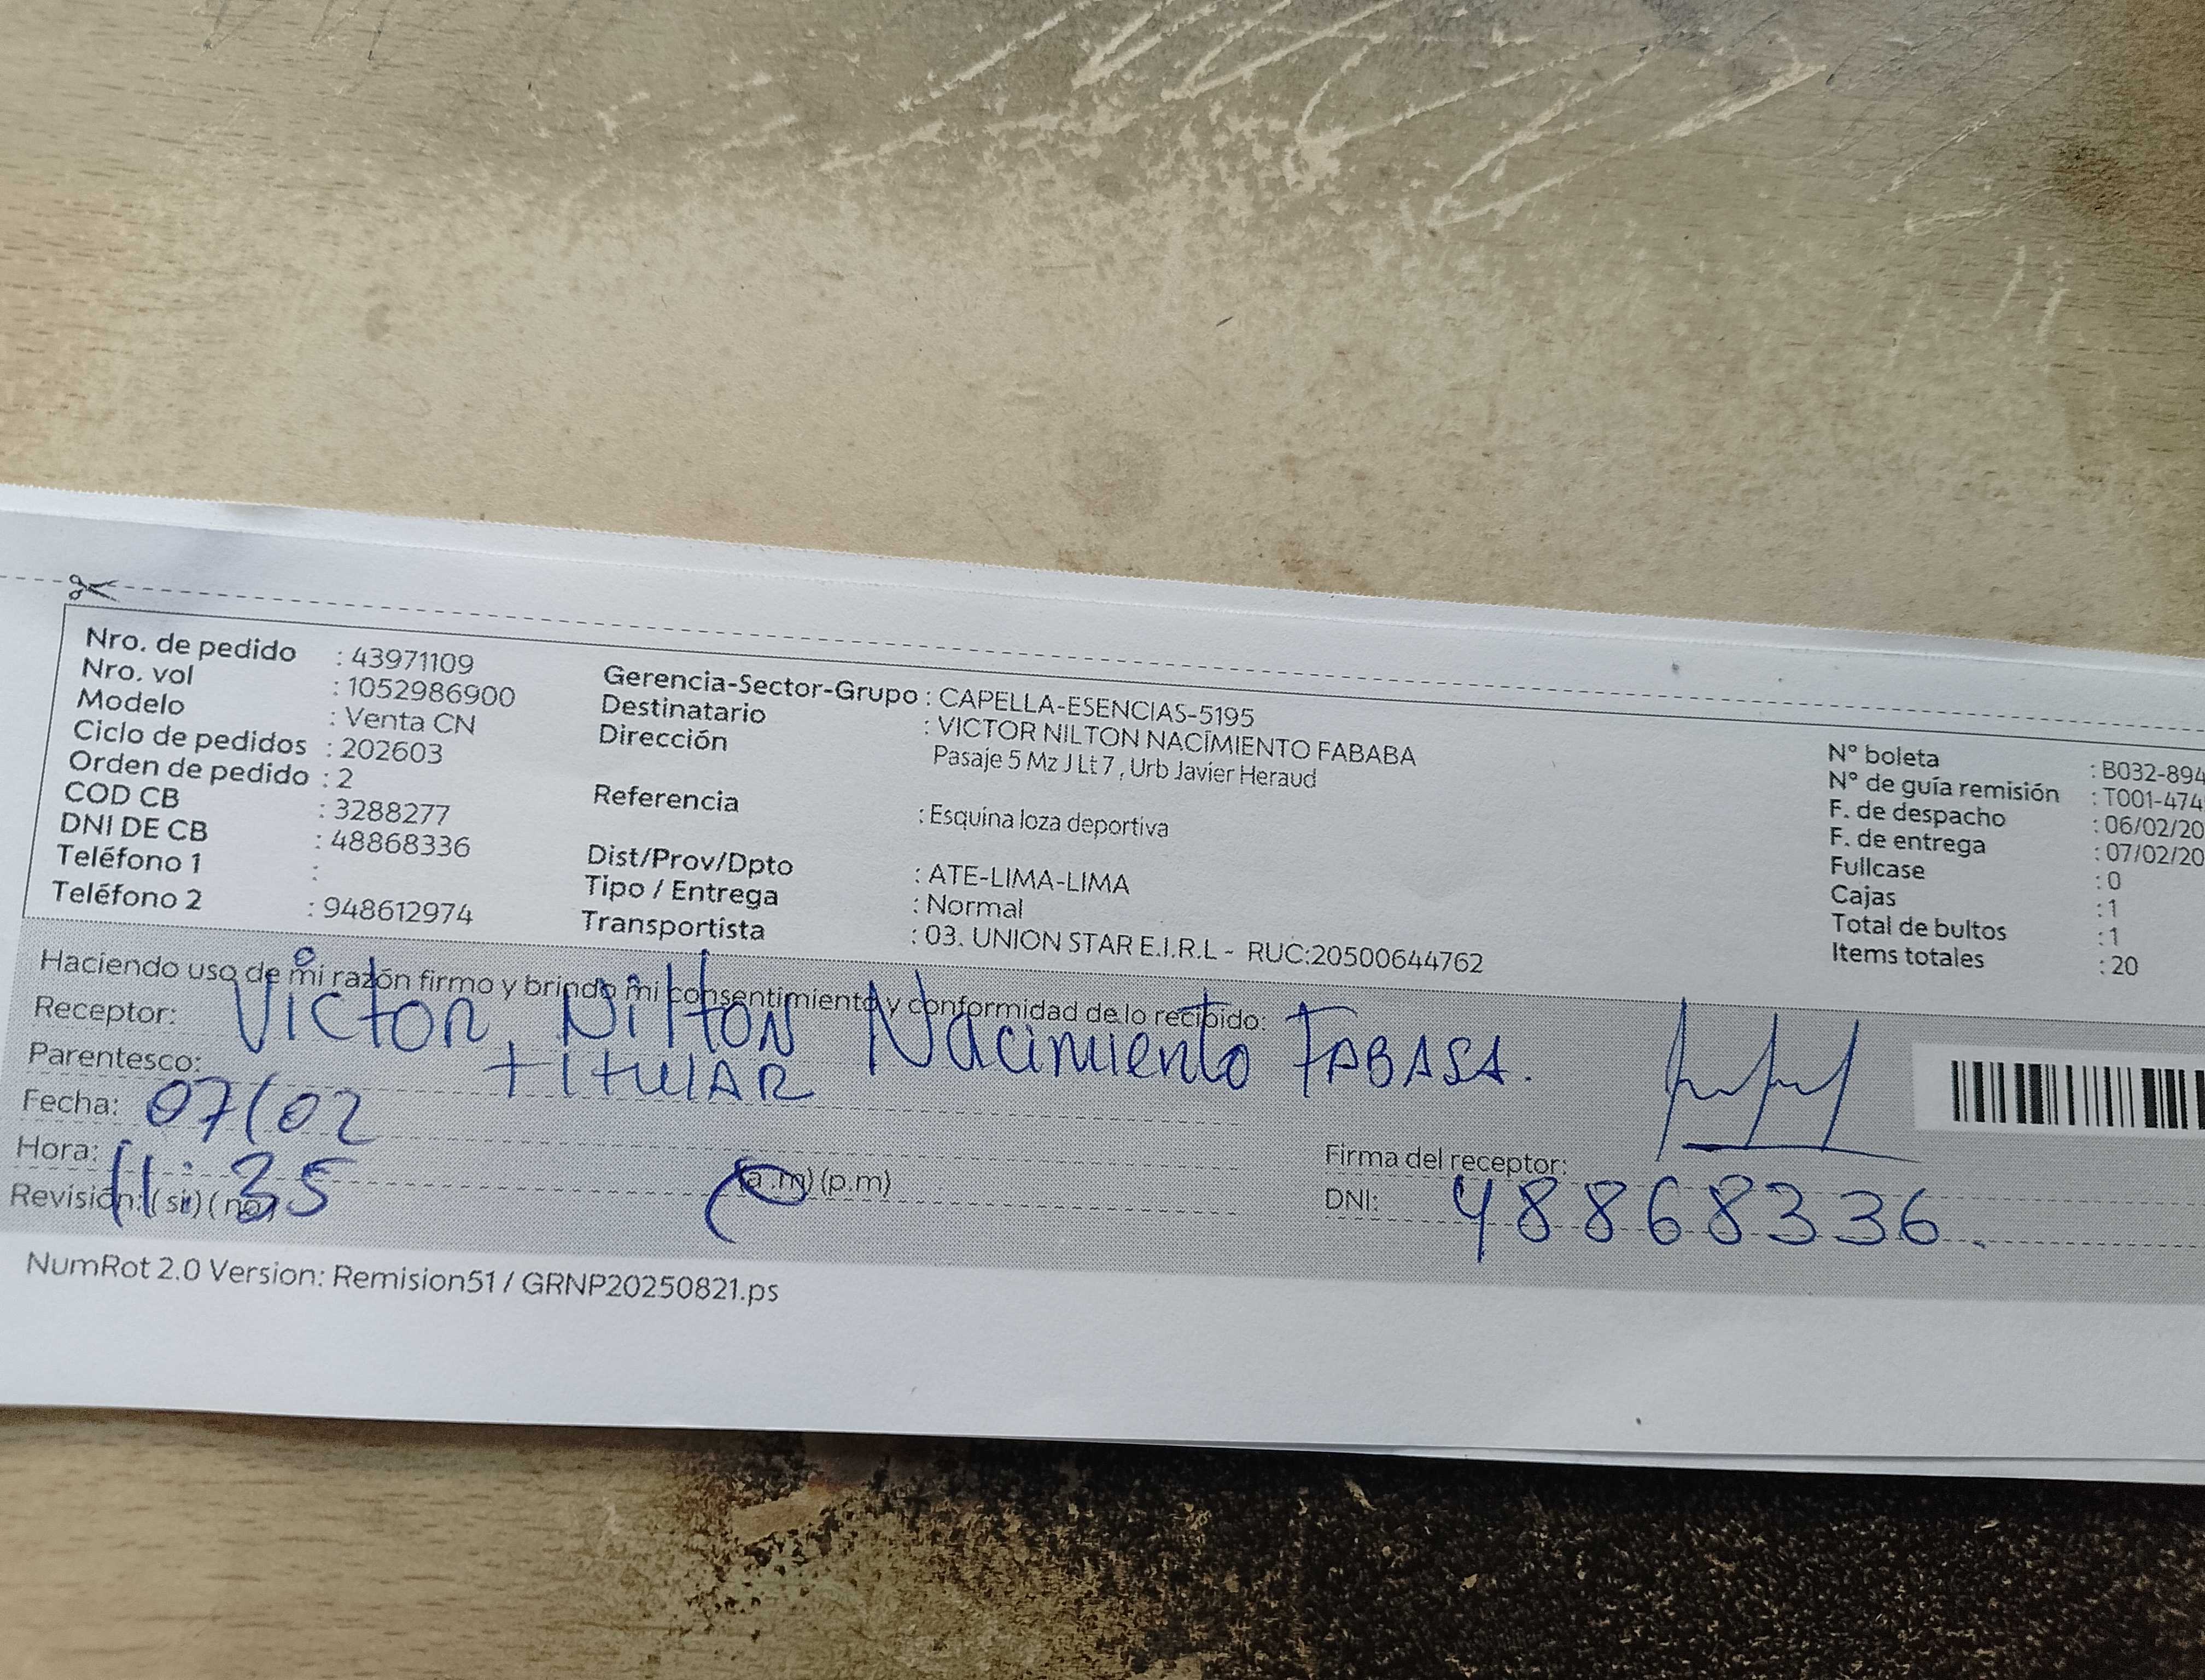 Nro. de pedido : 43971109
Nro. vol : 1052986900
Modelo : Venta CN
Ciclo de pedidos : 202603
Orden de pedido : 2
COD CB : 3288277
DNI DE CB : 48868336
Teléfono 1 :
Teléfono 2 : 948612974
Gerencia-Sector-Grupo : CAPELLA-ESENCIAS-5195
Destinatario : VICTOR NILTON NACIMIENTO FABABA
Dirección Pasaje 5 Mz J Lt 7 , Urb Javier Heraud
Referencia : Esquina loza deportiva
Dist/Prov/Dpto : ATE-LIMA-LIMA
Tipo / Entrega : Normal
Transportista : 03. UNION STAR E.I.R.L - RUC:20500644762
N° boleta : B032-894
N° de guía remisión : T001-474
F. de despacho : 06/02/20
F. de entrega : 07/02/20
Fullcase : 0
Cajas : 1
Total de bultos : 1
Items totales : 20
Haciendo uso de mi razón firmo y brindo mi consentimiento y conformidad de lo recibido:
Receptor: Victor Nilton Nacimiento FABABA.
Parentesco: titulAR
Fecha: 07/02
Hora: 11:35 (a .m) (p.m)
Revisión: ( si ) ( no )
Firma del receptor:
DNI: 48868336.
NumRot 2.0 Version: Remision51 / GRNP20250821.ps